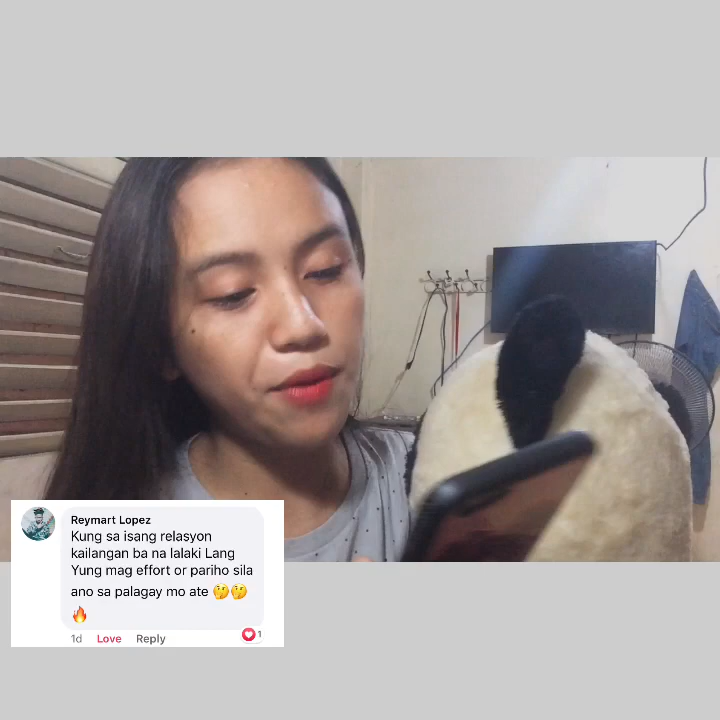 Reymart Lopez
Kung sa isang relasyon
kailangan ba na lalaki Lang
Yung mag effort or pariho sila
ano sa palagay mo ate 🤔🤔
🔥
1d Love Reply 1